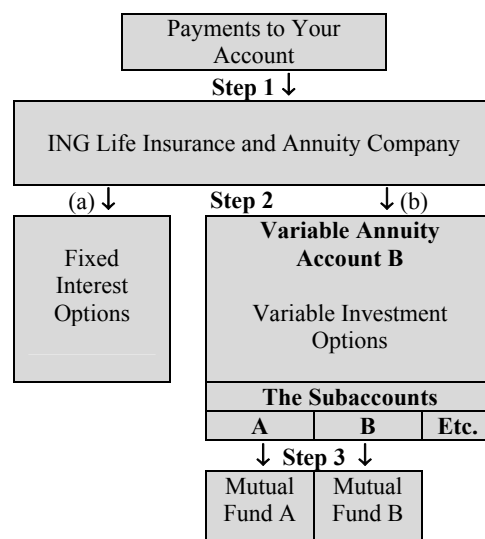 Payments to Your
Account
Step 1 ↓
ING Life Insurance and Annuity Company
(a) ↓ Step 2 ↓ (b)
Fixed
Interest
Options
Variable Annuity
Account B
Variable Investment
Options
The Subaccounts
A B Etc.
↓ Step 3 ↓
Mutual
Fund A
Mutual
Fund B